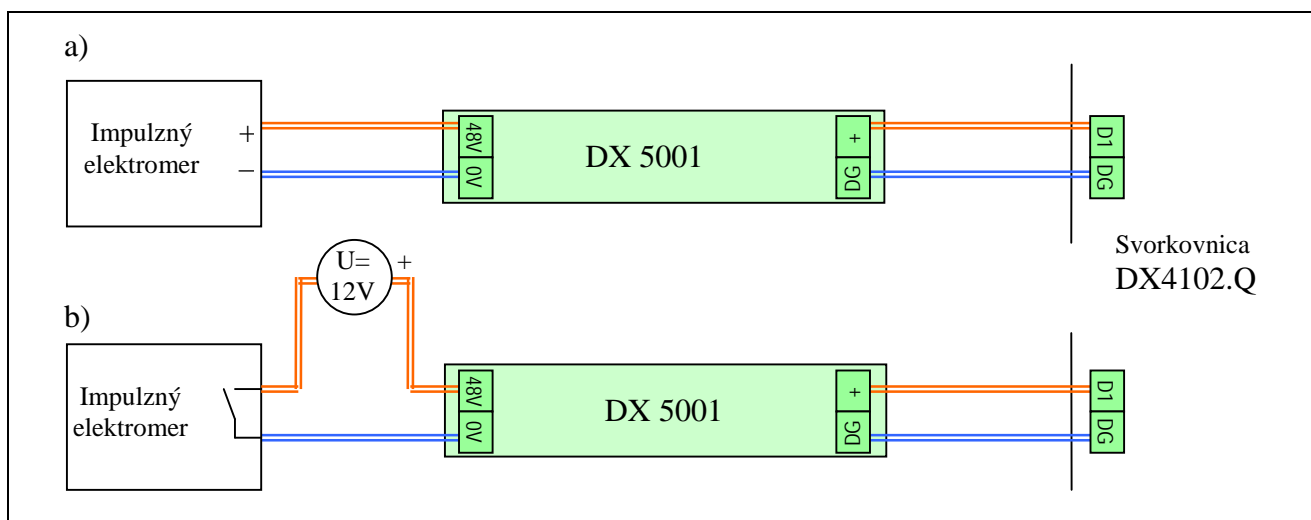 a)
Impulzný
elektromer
+
−
48V
0V
DX 5001
+
DG
D1
DG
Svorkovnica
DX4102.Q
U=
12V
+
b)
Impulzný
elektromer
48V
0V
DX 5001
+
DG
D1
DG